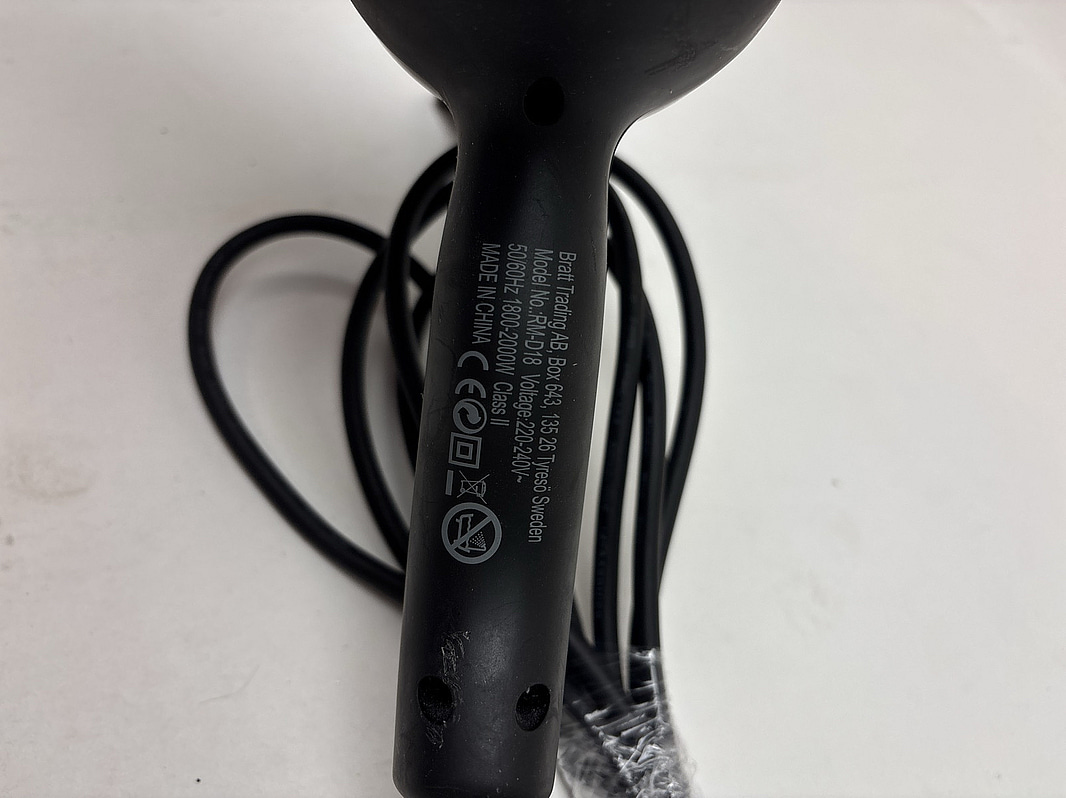 Bratt Trading AB, Box 643, 135 26 Tyresö Sweden
Model No.:RM-D18 Voltage:220-240V~
50/60Hz 1800-2000W Class II
MADE IN CHINA CE